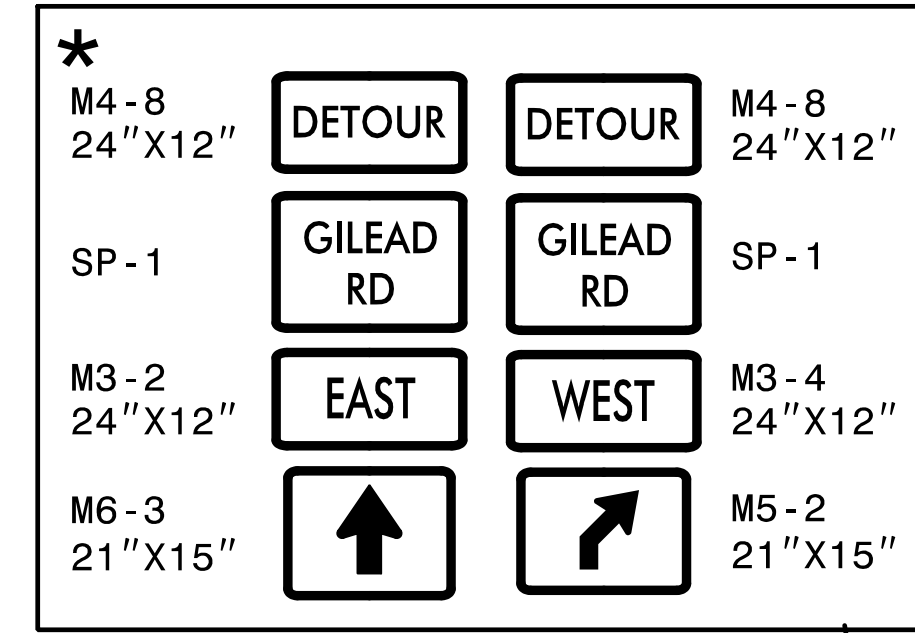 *
M4-8
24"X12"
DETOUR
DETOUR
M4-8
24"X12"
SP-1
GILEAD
RD
GILEAD
RD
SP-1
M3-2
24"X12"
EAST
WEST
M3-4
24"X12"
M6-3
21"X15"
M5-2
21"X15"